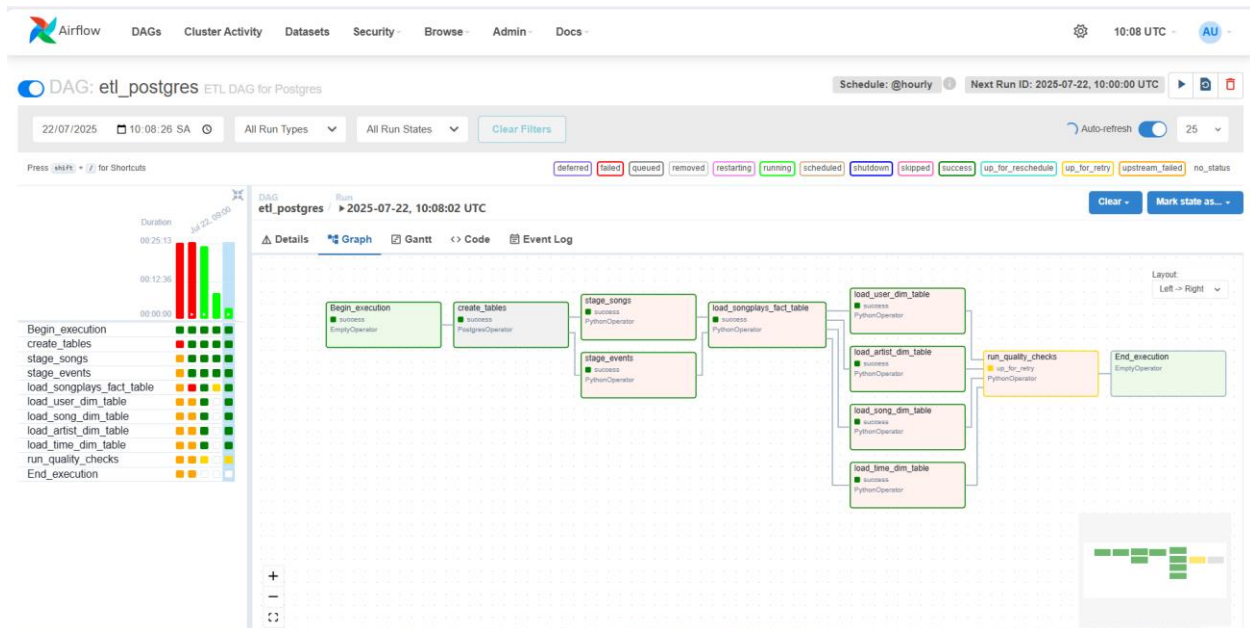 Airflow DAGs Cluster Activity Datasets Security Browse Admin Docs 10:08 UTC AU
DAG: etl_postgres ETL DAG for Postgres Schedule: @hourly Next Run ID: 2025-07-22, 10:00:00 UTC
22/07/2025 10:08:26 SA All Run Types All Run States Clear Filters Auto-refresh 25
Press shift + / for Shortcuts deferred failed queued removed restarting running scheduled shutdown skipped success up_for_reschedule up_for_retry upstream_failed no_status
DAG Run
etl_postgres / 2025-07-22, 10:08:02 UTC Clear Mark state as...
Details Graph Gantt Code Event Log
Duration Jul 22, 09:00
00:25:13
00:12:36
00:00:00
Begin_execution
create_tables
stage_songs
stage_events
load_songplays_fact_table
load_user_dim_table
load_song_dim_table
load_artist_dim_table
load_time_dim_table
run_quality_checks
End_execution
Layout:
Left -> Right
Begin_execution
success
EmptyOperator
create_tables
success
PostgresOperator
stage_songs
success
PythonOperator
stage_events
success
PythonOperator
load_songplays_fact_table
success
PythonOperator
load_user_dim_table
success
PythonOperator
load_artist_dim_table
success
PythonOperator
load_song_dim_table
success
PythonOperator
load_time_dim_table
success
PythonOperator
run_quality_checks
up_for_retry
PythonOperator
End_execution
EmptyOperator